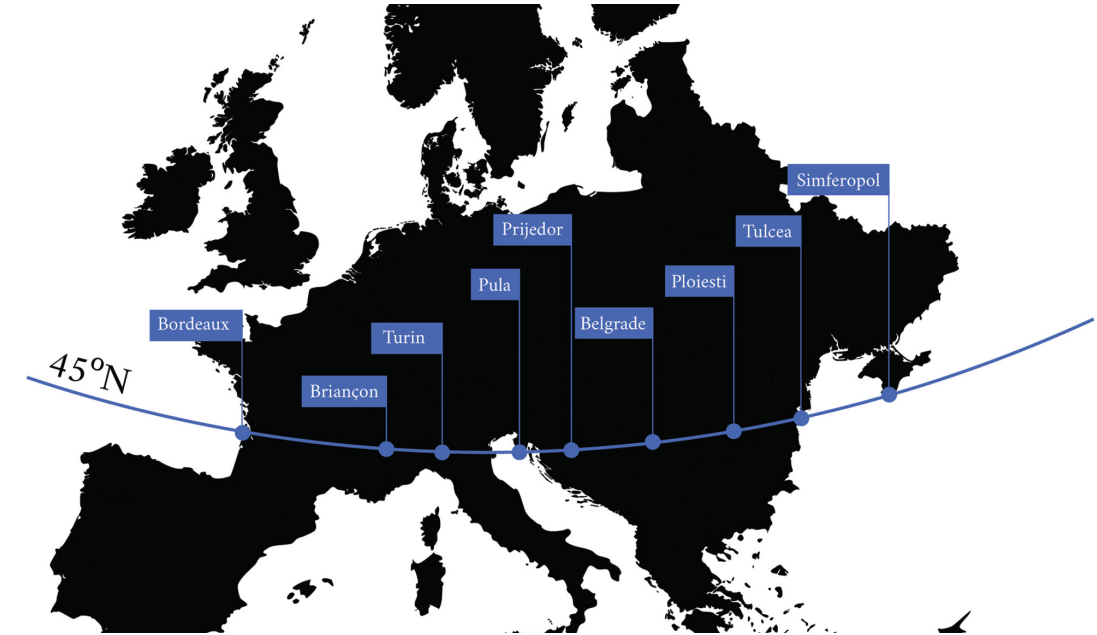 Simferopol
Prijedor
Tulcea
Pula
Ploiesti
Bordeaux
Turin
Belgrade
45°N
Briançon